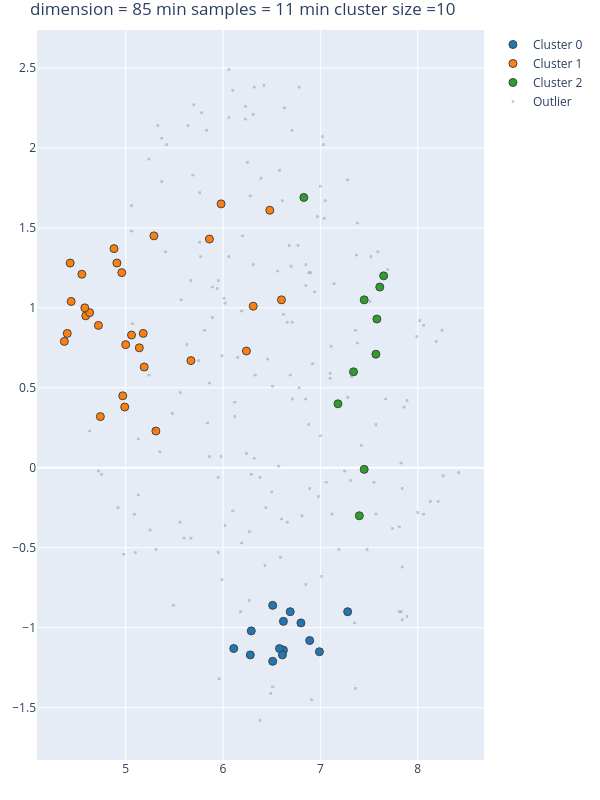 dimension = 85 min samples = 11 min cluster size =10
Cluster 0
Cluster 1
Cluster 2
Outlier
2.5
2
1.5
1
0.5
0
−0.5
−1
−1.5
5 6 7 8